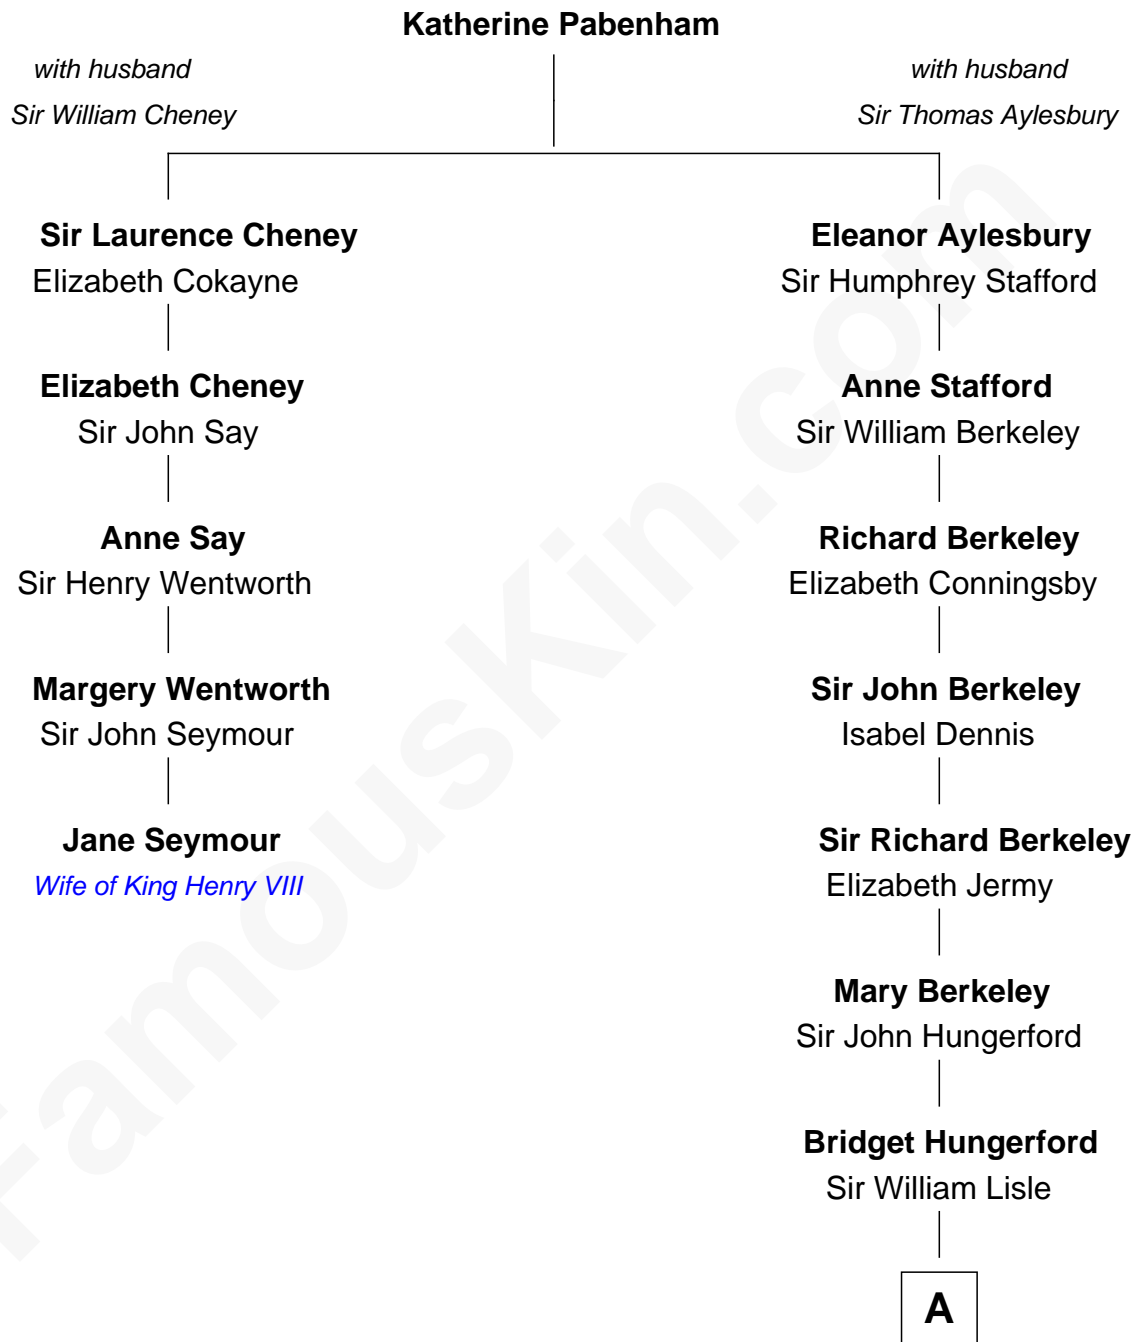 Katherine Pabenham
with husband
Sir William Cheney
with husband
Sir Thomas Aylesbury
Sir Laurence Cheney
Elizabeth Cokayne
Elizabeth Cheney
Sir John Say
Anne Say
Sir Henry Wentworth
Margery Wentworth
Sir John Seymour
Jane Seymour
Wife of King Henry VIII
Eleanor Aylesbury
Sir Humphrey Stafford
Anne Stafford
Sir William Berkeley
Richard Berkeley
Elizabeth Conningsby
Sir John Berkeley
Isabel Dennis
Sir Richard Berkeley
Elizabeth Jermy
Mary Berkeley
Sir John Hungerford
Bridget Hungerford
Sir William Lisle
A
FamousKin.com